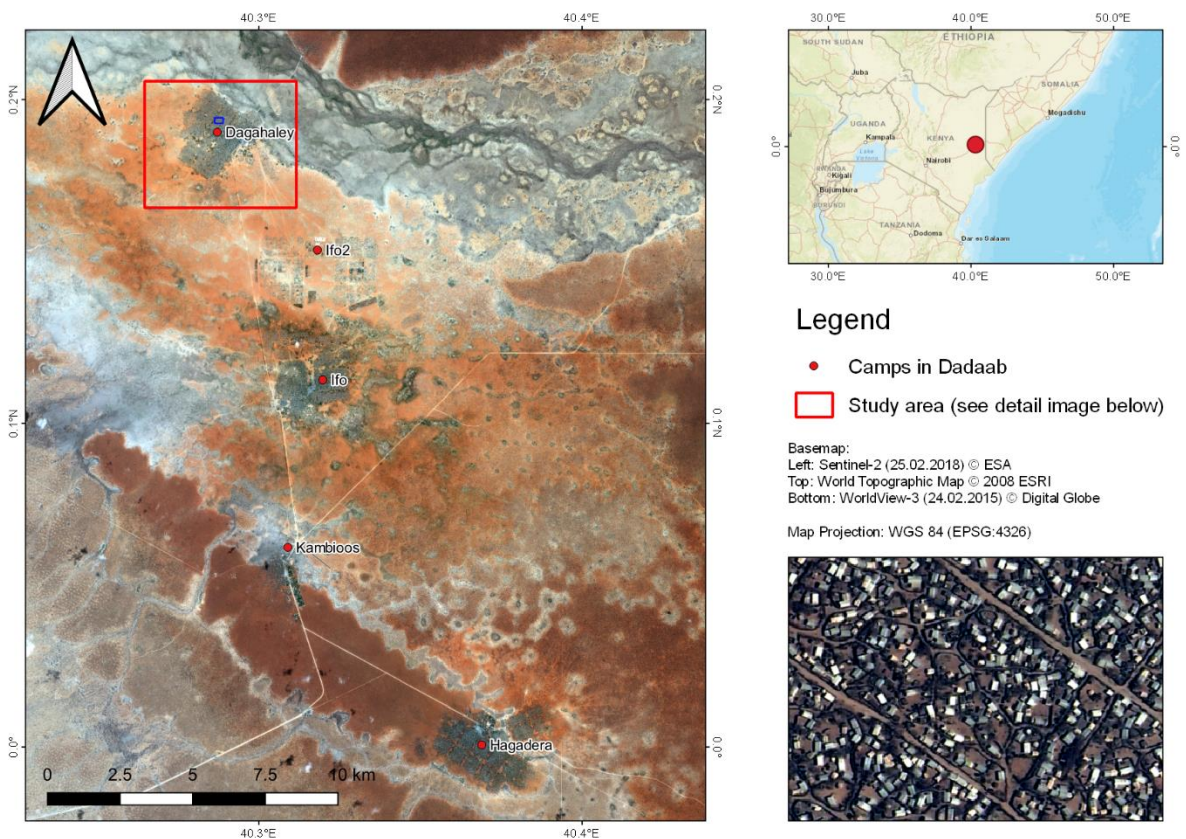 40.3°E
40.4°E
0.2°N
0.2°N
Dagahaley
Ifo2
Ifo
0.1°N
0.1°N
Kambioos
Hagadera
0.0°
0.0°
0
2.5
5
7.5
10 km
40.3°E
40.4°E
30.0°E
40.0°E
50.0°E
SOUTH SUDAN
ETHIOPIA
Juba
SOMALIA
Mogadishu
UGANDA
Kampala
KENYA
0.0°
0.0°
Lake
Victoria
Nairobi
RWANDA
Kigali
Bujumbura
BURUNDI
TANZANIA
Dodoma
Dar es Salaam
30.0°E
40.0°E
50.0°E
Legend
Camps in Dadaab
Study area (see detail image below)
Basemap:
Left: Sentinel-2 (25.02.2018) © ESA
Top: World Topographic Map © 2008 ESRI
Bottom: WorldView-3 (24.02.2015) © Digital Globe
Map Projection: WGS 84 (EPSG:4326)